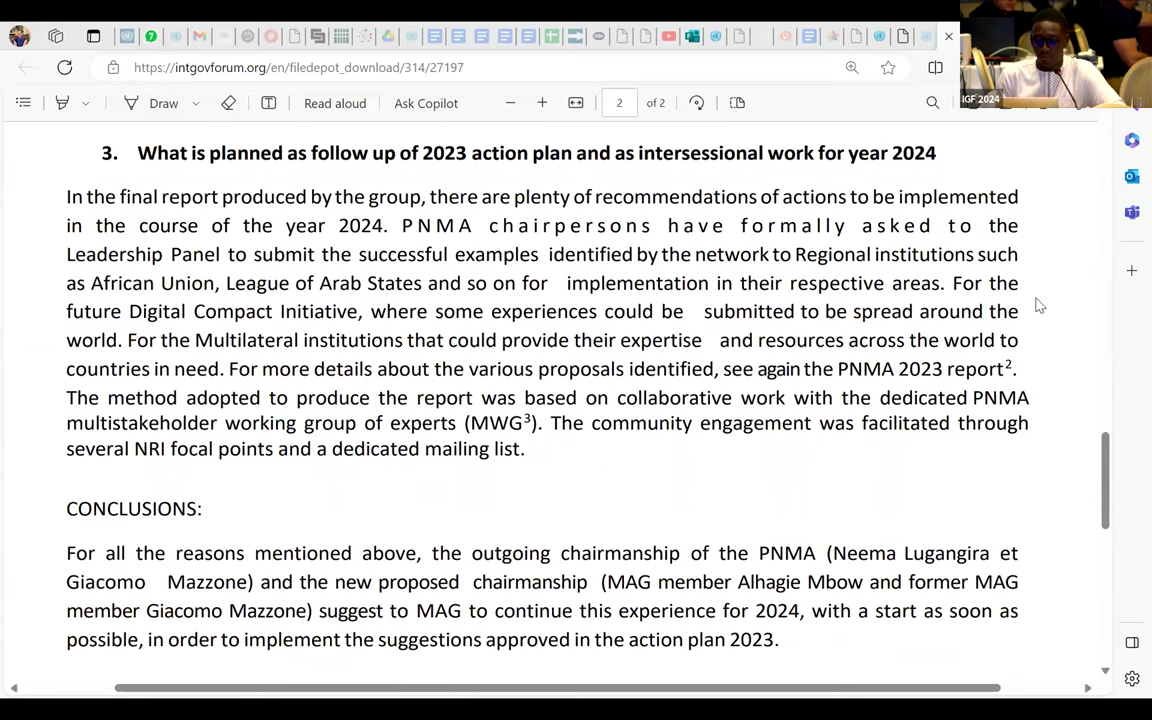 https://intgovforum.org/en/filedepot_download/314/27197
Draw
Read aloud
Ask Copilot
2
of 2
IGF 2024
3. What is planned as follow up of 2023 action plan and as intersessional work for year 2024
In the final report produced by the group, there are plenty of recommendations of actions to be implemented
in the course of the year 2024. PNMA chairpersons have formally asked to the
Leadership Panel to submit the successful examples identified by the network to Regional institutions such
as African Union, League of Arab States and so on for implementation in their respective areas. For the
future Digital Compact Initiative, where some experiences could be submitted to be spread around the
world. For the Multilateral institutions that could provide their expertise and resources across the world to
countries in need. For more details about the various proposals identified, see again the PNMA 2023 report².
The method adopted to produce the report was based on collaborative work with the dedicated PNMA
multistakeholder working group of experts (MWG³). The community engagement was facilitated through
several NRI focal points and a dedicated mailing list.
CONCLUSIONS:
For all the reasons mentioned above, the outgoing chairmanship of the PNMA (Neema Lugangira et
Giacomo Mazzone) and the new proposed chairmanship (MAG member Alhagie Mbow and former MAG
member Giacomo Mazzone) suggest to MAG to continue this experience for 2024, with a start as soon as
possible, in order to implement the suggestions approved in the action plan 2023.